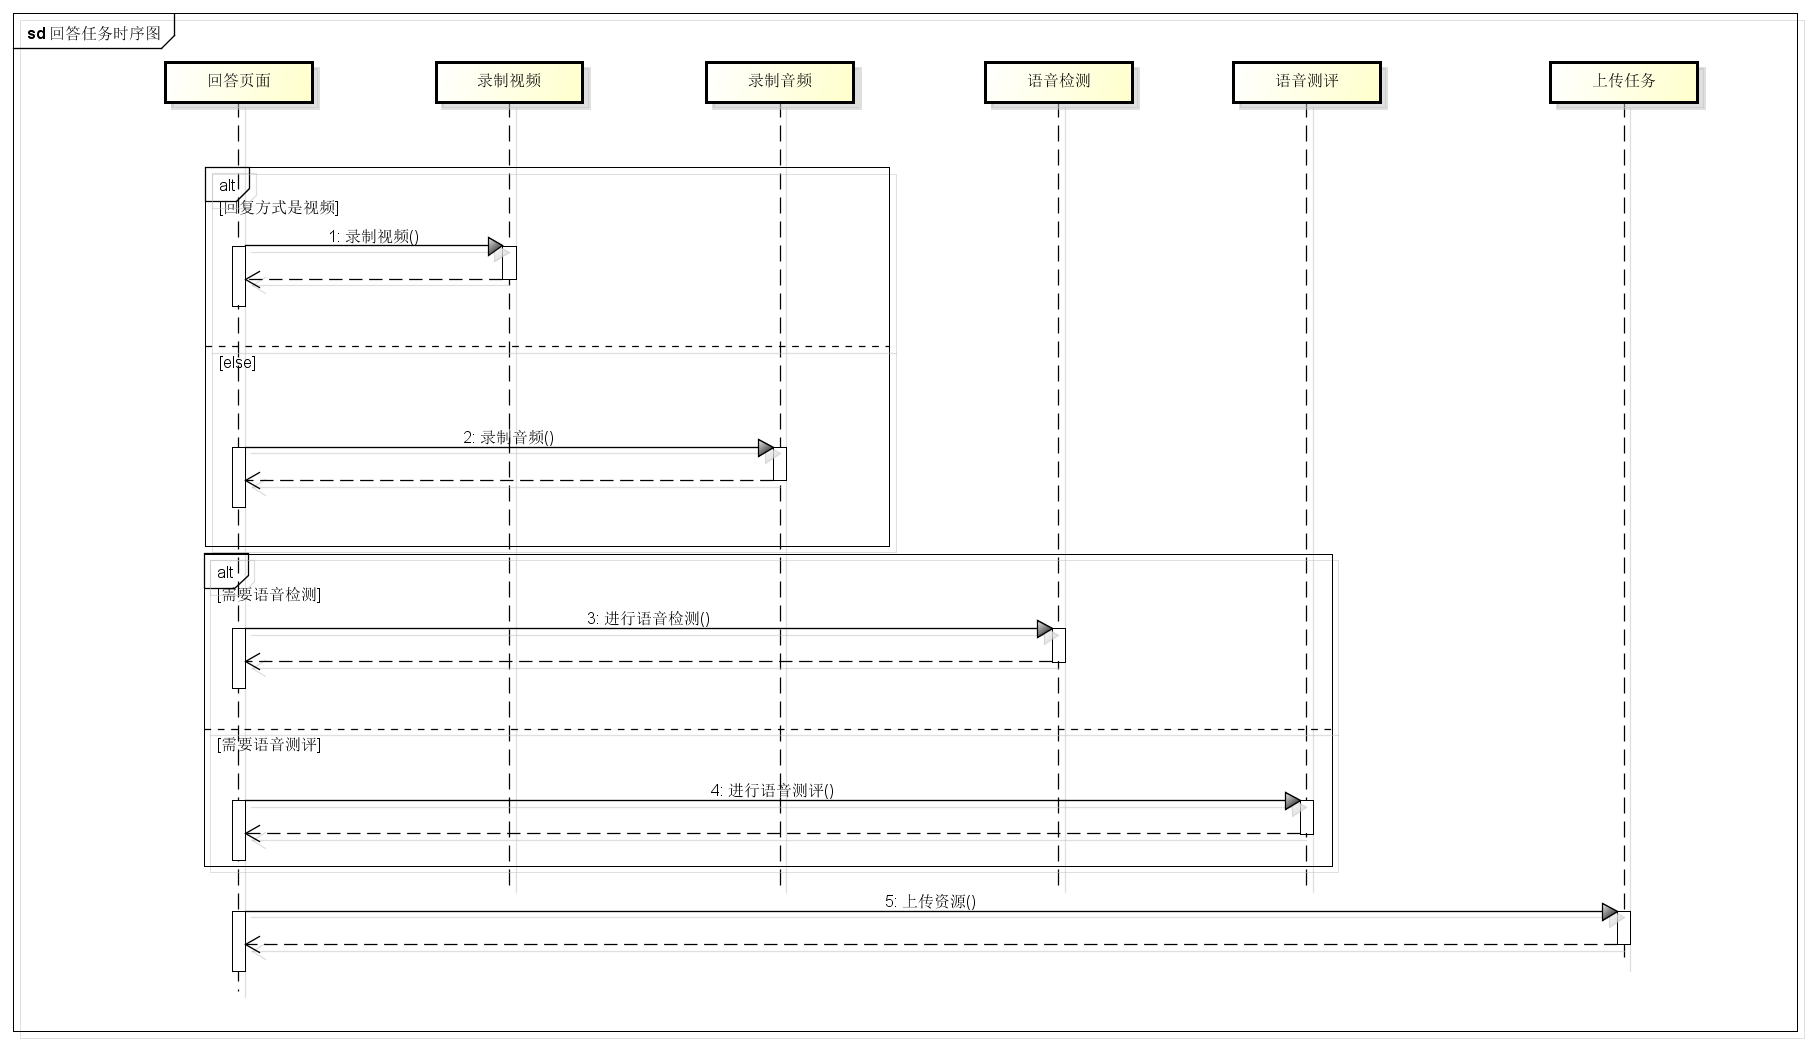 sd 回答任务时序图
回答页面
录制视频
录制音频
语音检测
语音测评
上传任务
alt
[回复方式是视频]
1: 录制视频()
[else]
2: 录制音频()
alt
[需要语音检测]
3: 进行语音检测()
[需要语音测评]
4: 进行语音测评()
5: 上传资源()